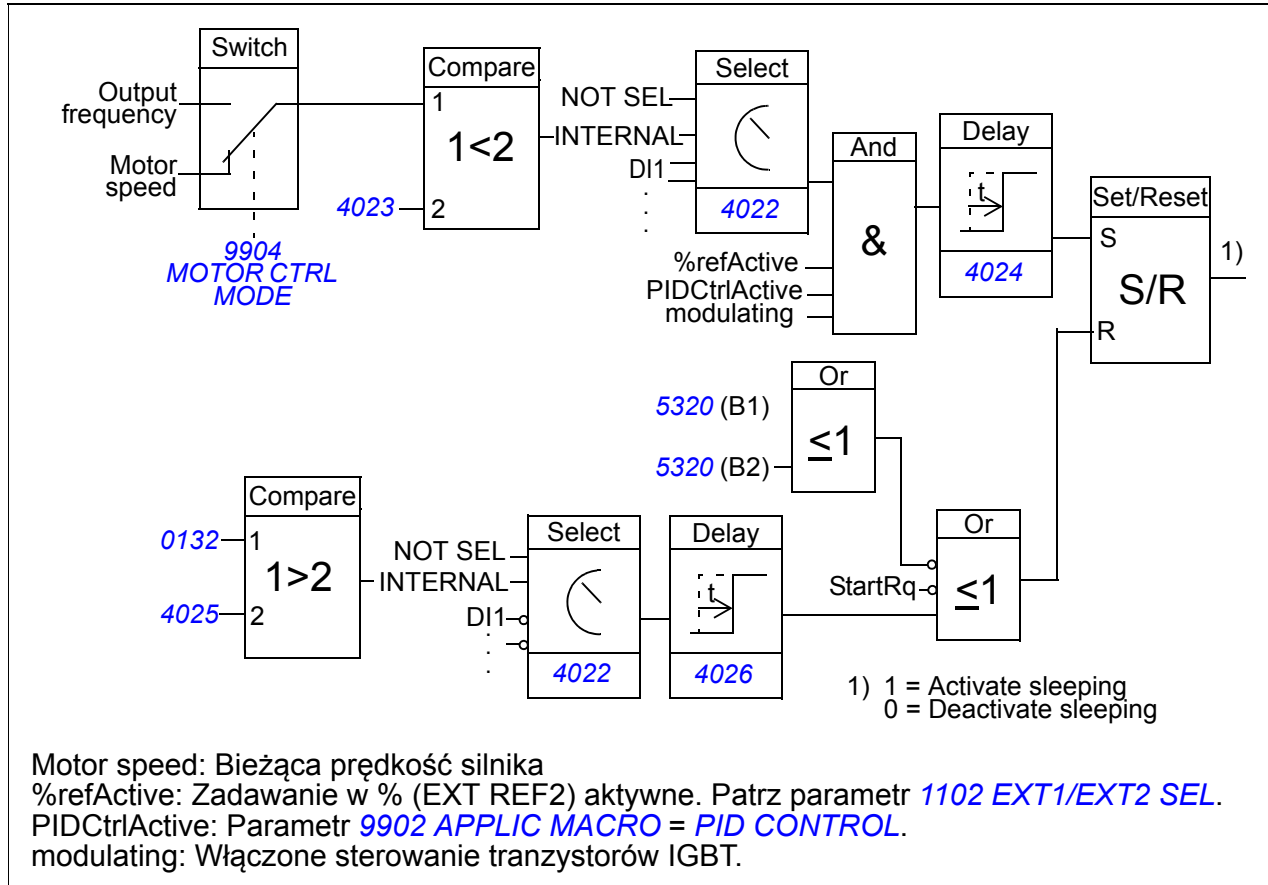 Switch
Output
frequency
Motor
speed
9904
MOTOR CTRL
MODE
Compare
1
1<2
4023
2
NOT SEL
INTERNAL
DI1
.
.
.
Select
4022
%refActive
PIDCtrlActive
modulating
And
&
Delay
t
4024
Set/Reset
S
S/R
R
1)
5320 (B1)
5320 (B2)
Or
≤1
Compare
0132
1
1>2
4025
2
NOT SEL
INTERNAL
DI1
.
.
.
Select
4022
Delay
t
4026
StartRq
Or
≤1
1) 1 = Activate sleeping
0 = Deactivate sleeping
Motor speed: Bieżąca prędkość silnika
%refActive: Zadawanie w % (EXT REF2) aktywne. Patrz parametr 1102 EXT1/EXT2 SEL.
PIDCtrlActive: Parametr 9902 APPLIC MACRO = PID CONTROL.
modulating: Włączone sterowanie tranzystorów IGBT.